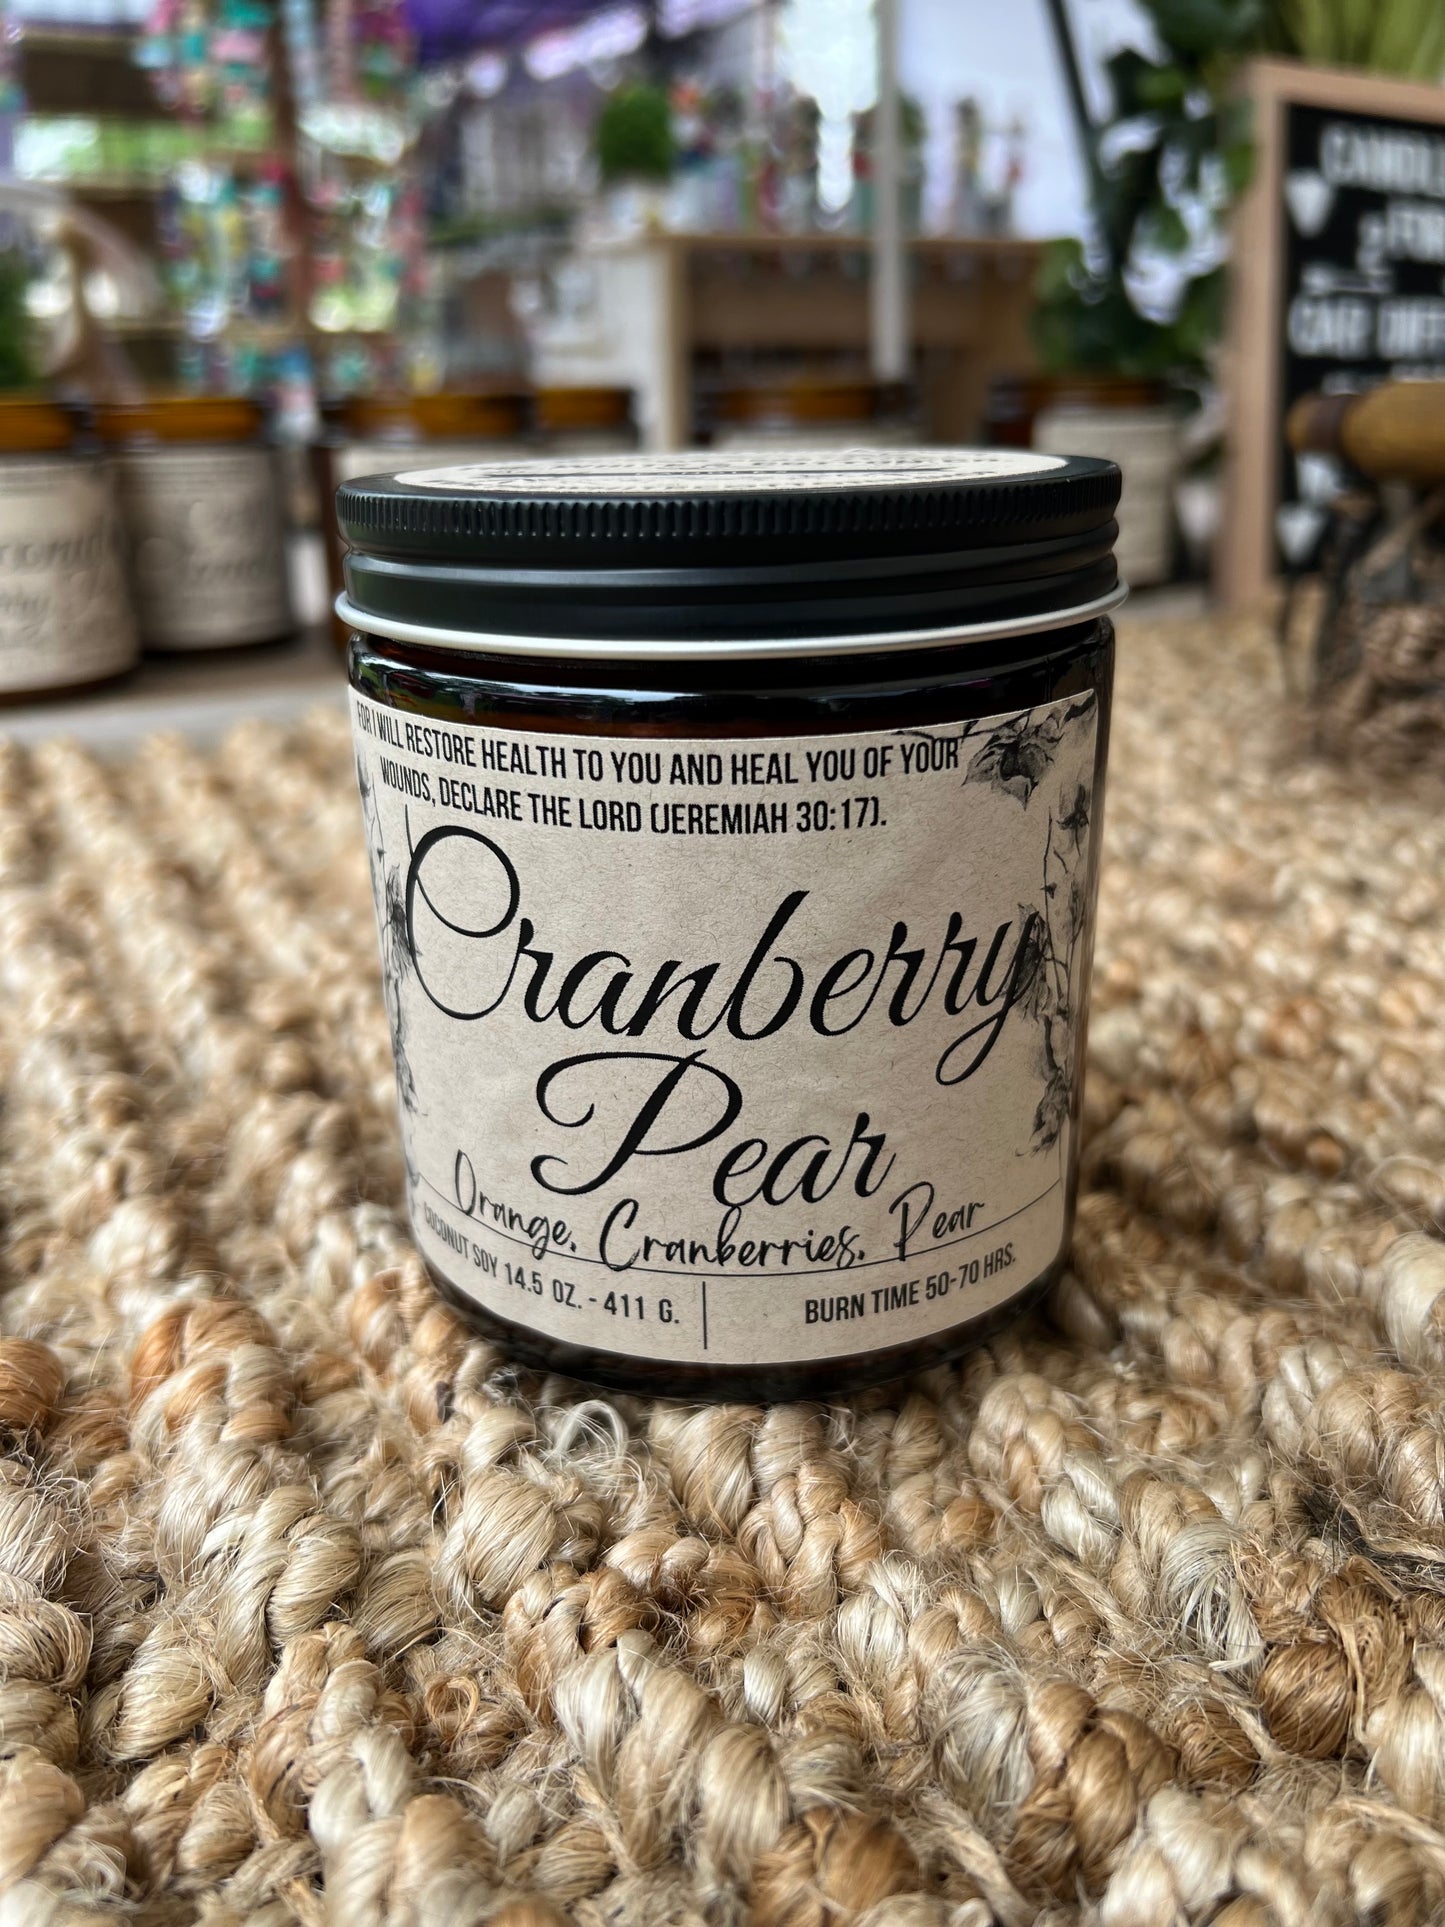 FOR I WILL RESTORE HEALTH TO YOU AND HEAL YOU OF YOUR
WOUNDS, DECLARE THE LORD (JEREMIAH 30:17).
Cranberry
Pear
Orange. Cranberries. Pear
COCONUT SOY 14.5 OZ. - 411 G.
BURN TIME 50-70 HRS.
CANDLE